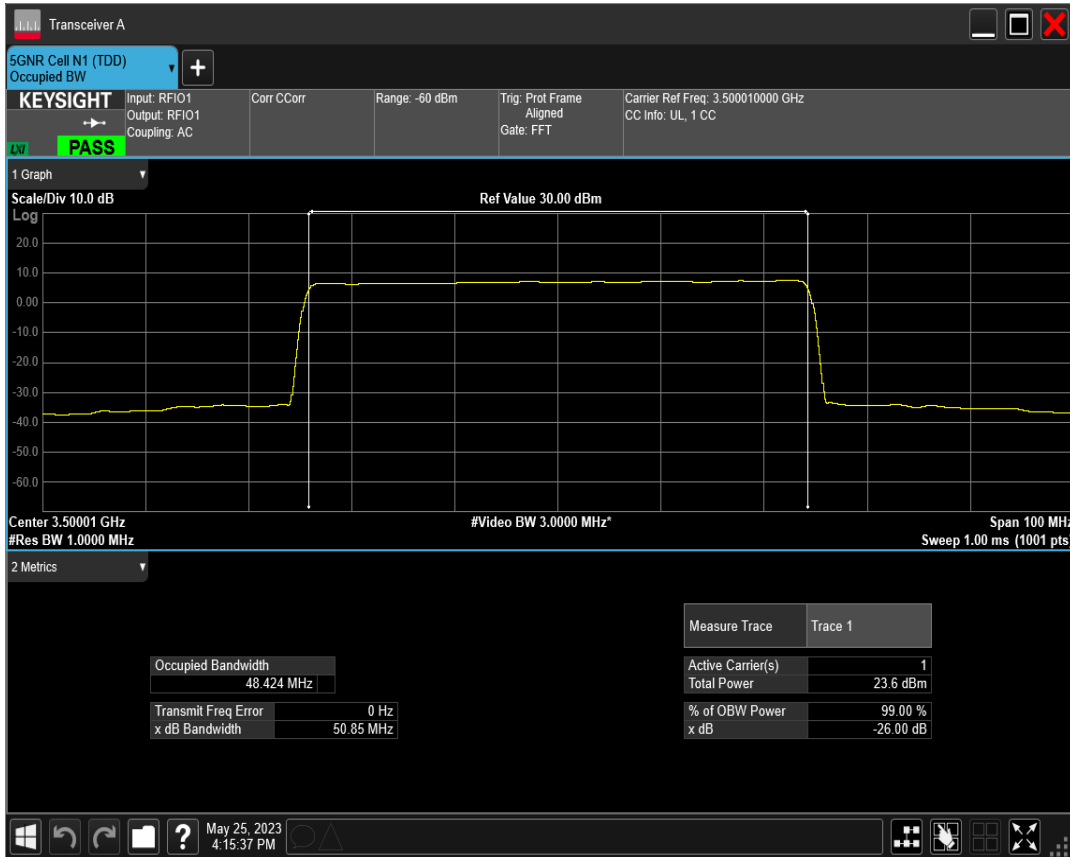 Transceiver A
5GNR Cell N1 (TDD)
Occupied BW
+
KEYSIGHT
LXI
PASS
Input: RFIO1
Output: RFIO1
Coupling: AC
Corr CCorr
Range: -60 dBm
Trig: Prot Frame
Aligned
Gate: FFT
Carrier Ref Freq: 3.500010000 GHz
CC Info: UL, 1 CC
1 Graph
Scale/Div 10.0 dB
Ref Value 30.00 dBm
Log
20.0
10.0
0.00
-10.0
-20.0
-30.0
-40.0
-50.0
-60.0
Center 3.50001 GHz
#Video BW 3.0000 MHz*
Span 100 MHz
#Res BW 1.0000 MHz
Sweep 1.00 ms (1001 pts)
2 Metrics
Measure Trace Trace 1
Occupied Bandwidth
48.424 MHz
Active Carrier(s) 1
Total Power 23.6 dBm
Transmit Freq Error 0 Hz
x dB Bandwidth 50.85 MHz
% of OBW Power 99.00 %
x dB -26.00 dB
?
May 25, 2023
4:15:37 PM